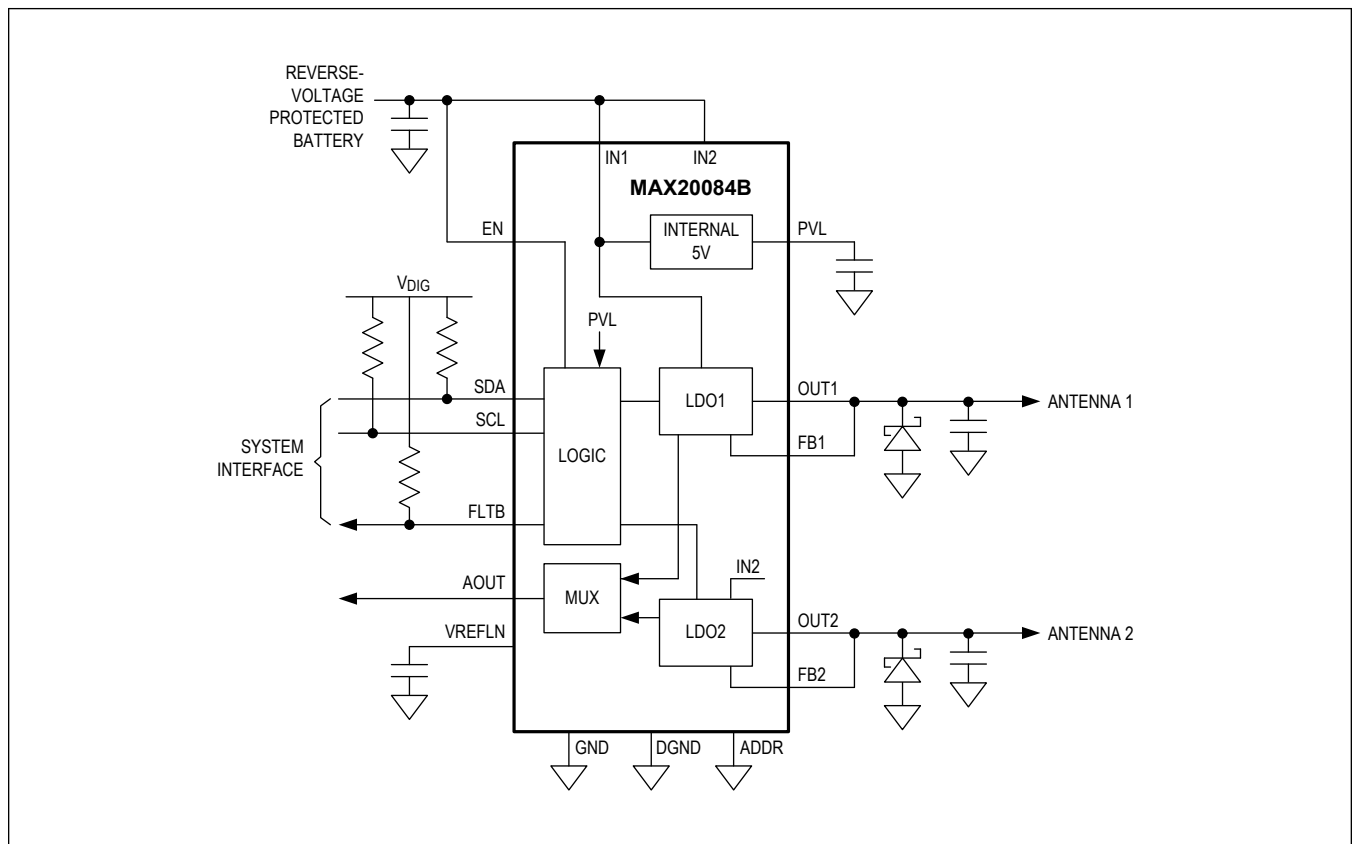 REVERSE-
VOLTAGE
PROTECTED
BATTERY
IN1
IN2
MAX20084B
EN
INTERNAL
5V
PVL
VDIG
PVL
SDA
SCL
SYSTEM
INTERFACE
LOGIC
LDO1
OUT1
ANTENNA 1
FB1
FLTB
AOUT
MUX
IN2
VREFLN
LDO2
OUT2
ANTENNA 2
FB2
GND
DGND
ADDR